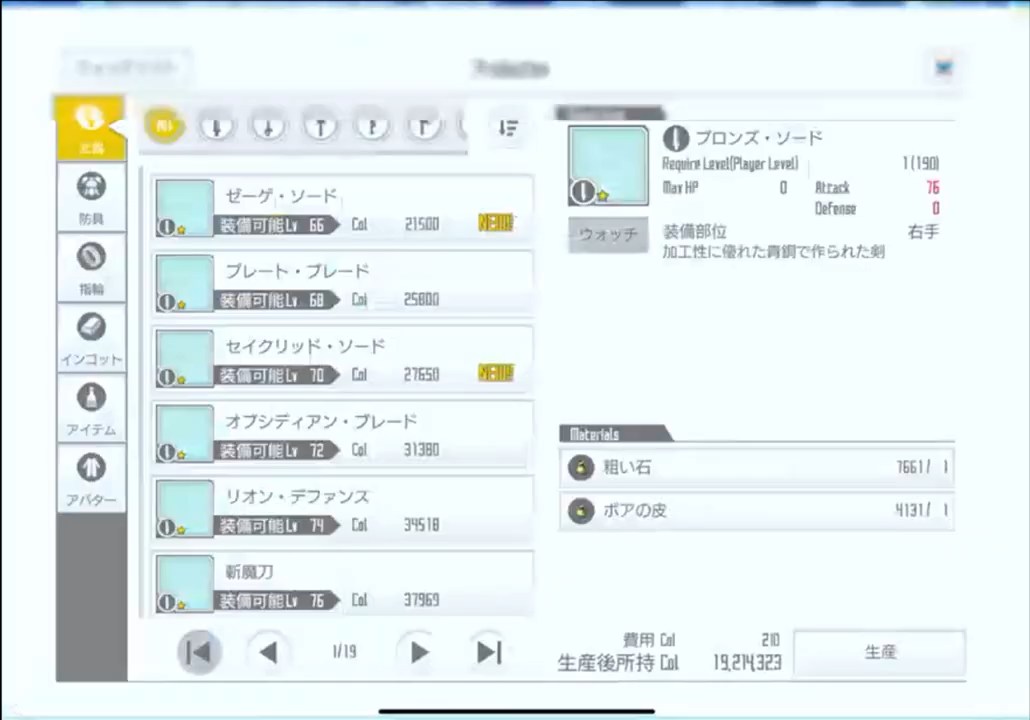 Production
武器
防具
指輪
インゴット
アイテム
アバター
ゼーゲ・ソード
装備可能Lv 66 Col 21500 NEW!!
プレート・ブレード
装備可能Lv 68 Col 25800
セイクリッド・ソード
装備可能Lv 70 Col 27650 NEW!!
オブシディアン・ブレード
装備可能Lv 72 Col 31380
リオン・デファンス
装備可能Lv 74 Col 34518
斬魔刀
装備可能Lv 76 Col 37969
1/19
ブロンズ・ソード
Require Level(Player Level) 1(190)
Max HP 0 Attack 76
Defense 0
ウォッチ
装備部位 右手
加工性に優れた青銅で作られた剣
Materials
粗い石 7661/ 1
ボアの皮 4131/ 1
費用 Col 210
生産後所持 Col 19,214,323
生産